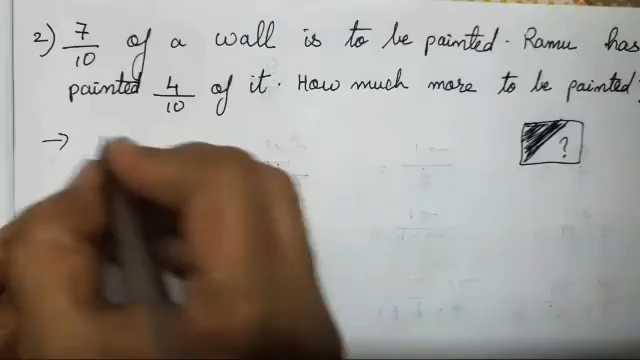 2) 7/10 of a wall is to be painted. Ramu has
painted 4/10 of it. How much more to be painted?
→
?